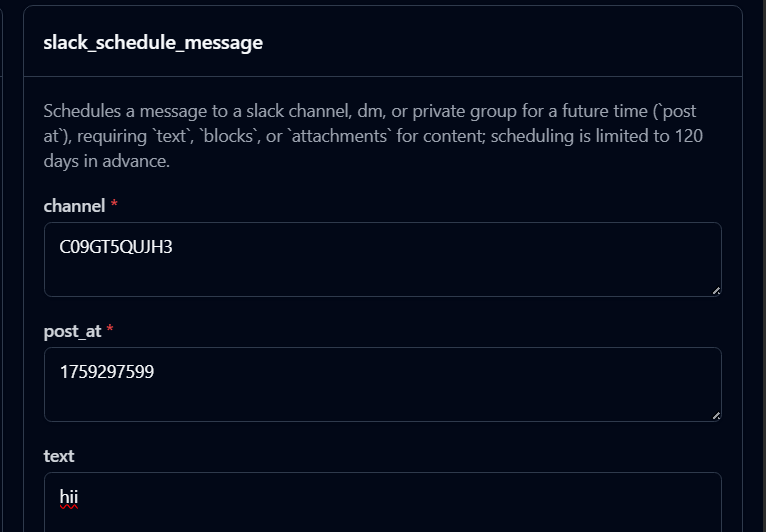 slack_schedule_message
Schedules a message to a slack channel, dm, or private group for a future time (`post
at`), requiring `text`, `blocks`, or `attachments` for content; scheduling is limited to 120
days in advance.
channel *
C09GT5QUJH3
post_at *
1759297599
text
hii